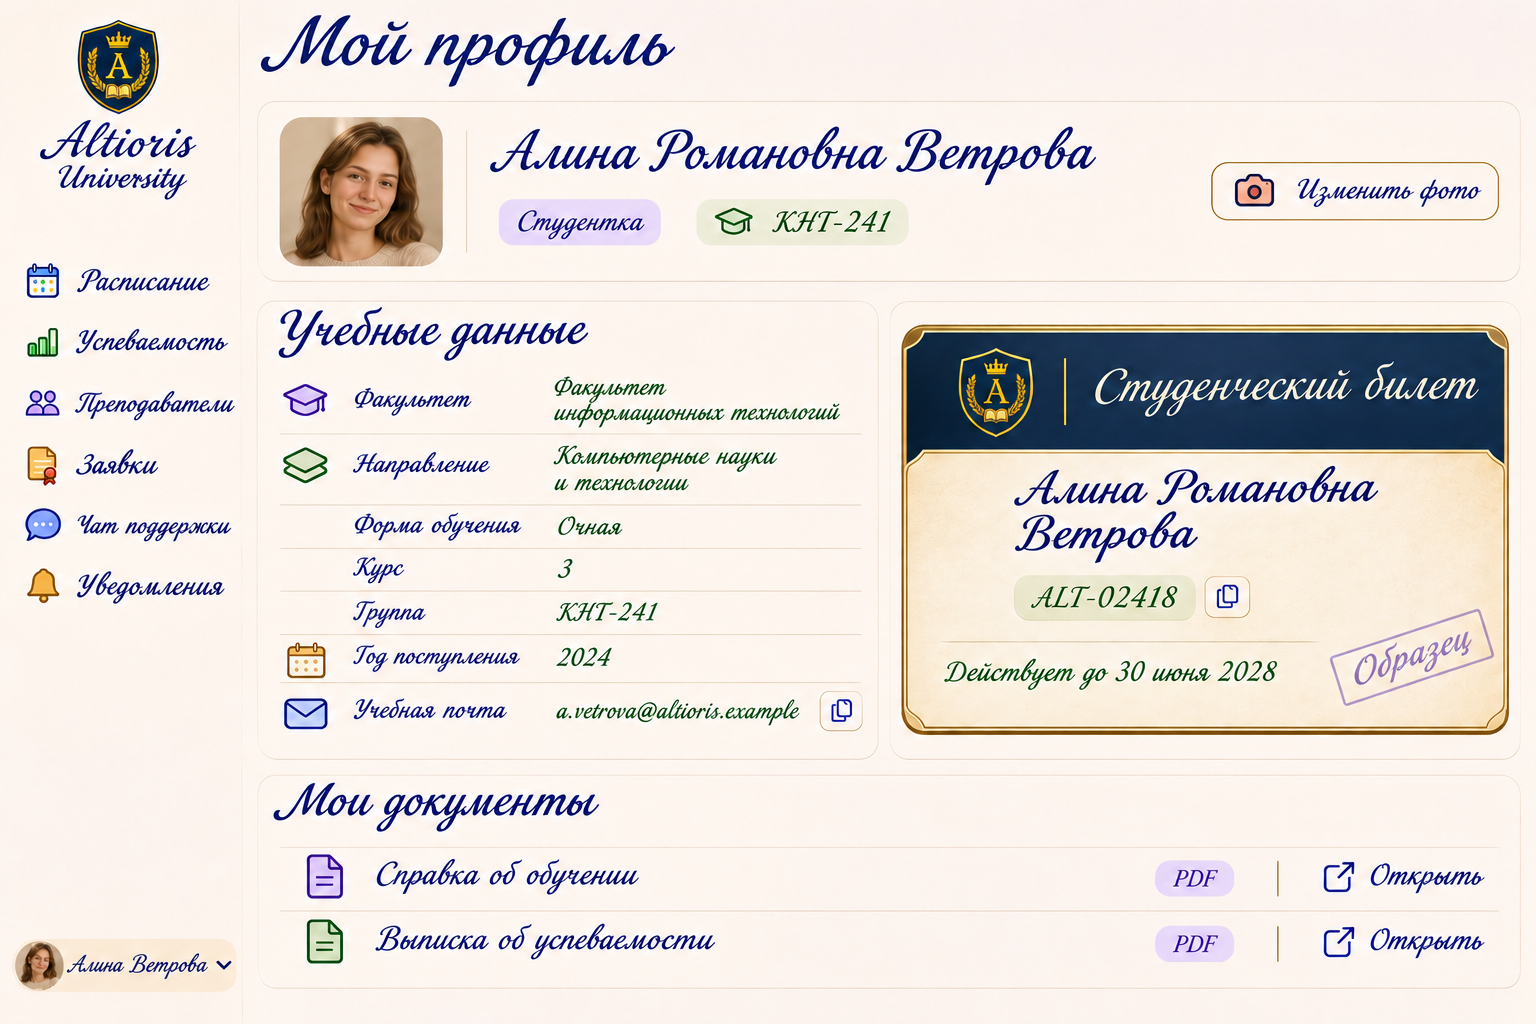 Altioris
University
Расписание
Успеваемость
Преподаватели
Заявки
Чат поддержки
Уведомления
Алина Ветрова
Мой профиль
Алина Романовна Ветрова
Студентка
КНТ-241
Изменить фото
Учебные данные
Факультет
Факультет
информационных технологий
Направление
Компьютерные науки
и технологии
Форма обучения
Очная
Курс
3
Группа
КНТ-241
Год поступления
2024
Учебная почта
a.vetrova@altioris.example
A
Студенческий билет
Алина Романовна
Ветрова
ALT-02418
Действует до 30 июня 2028
Образец
Мои документы
Справка об обучении
PDF
Открыть
Выписка об успеваемости
PDF
Открыть